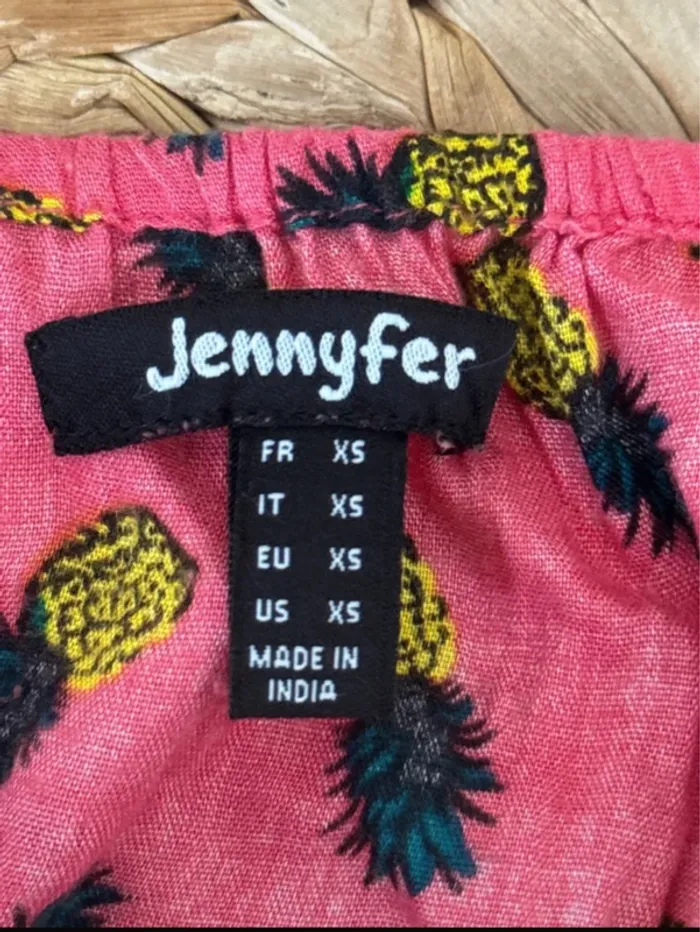 Jennyfer
FR XS
IT XS
EU XS
US XS
MADE IN
INDIA